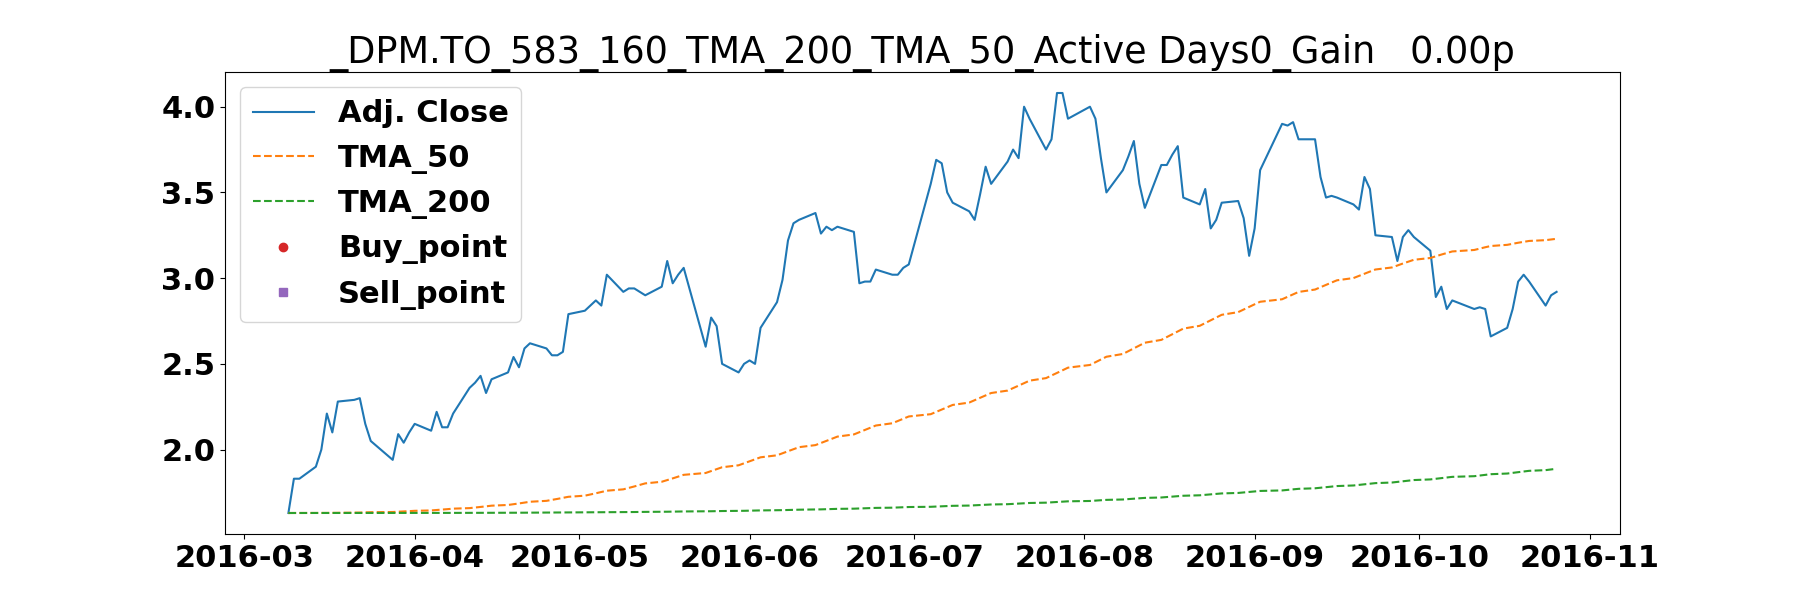 _DPM.TO_583_160_TMA_200_TMA_50_Active Days0_Gain   0.00p
4.0
3.5
3.0
2.5
2.0
Adj. Close
TMA_50
TMA_200
Buy_point
Sell_point
2016-03 2016-04 2016-05 2016-06 2016-07 2016-08 2016-09 2016-10 2016-11